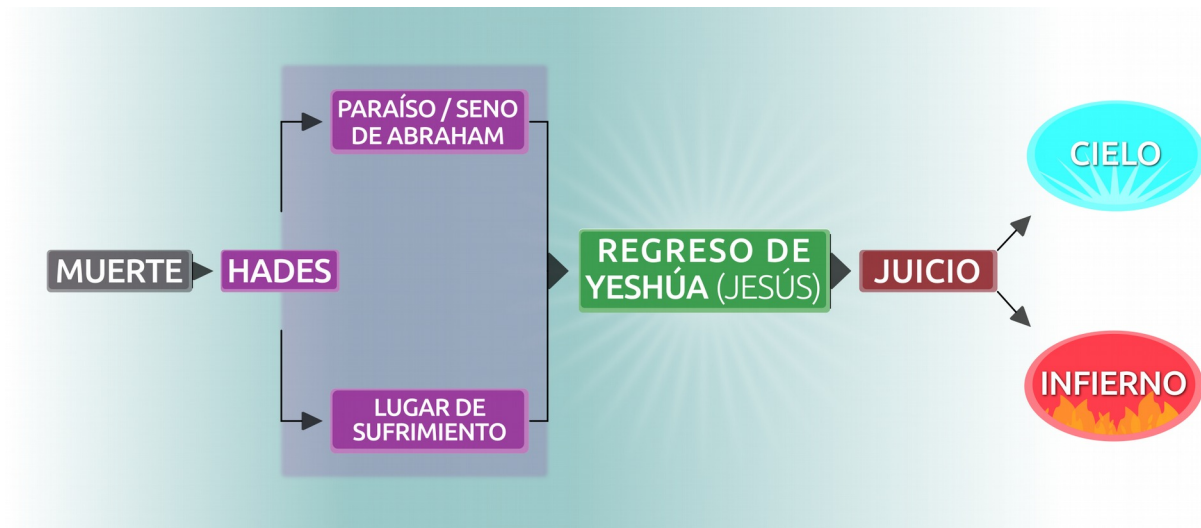 MUERTE
HADES
PARAÍSO / SENO
DE ABRAHAM
LUGAR DE
SUFRIMIENTO
REGRESO DE
YESHÚA (JESÚS)
JUICIO
CIELO
INFIERNO